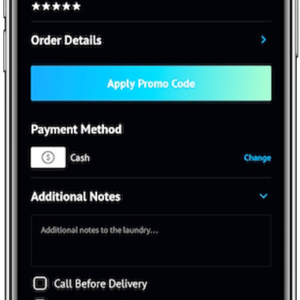 Order Details
Apply Promo Code
Payment Method
Cash
Change
Additional Notes
Additional notes to the laundry...
Call Before Delivery